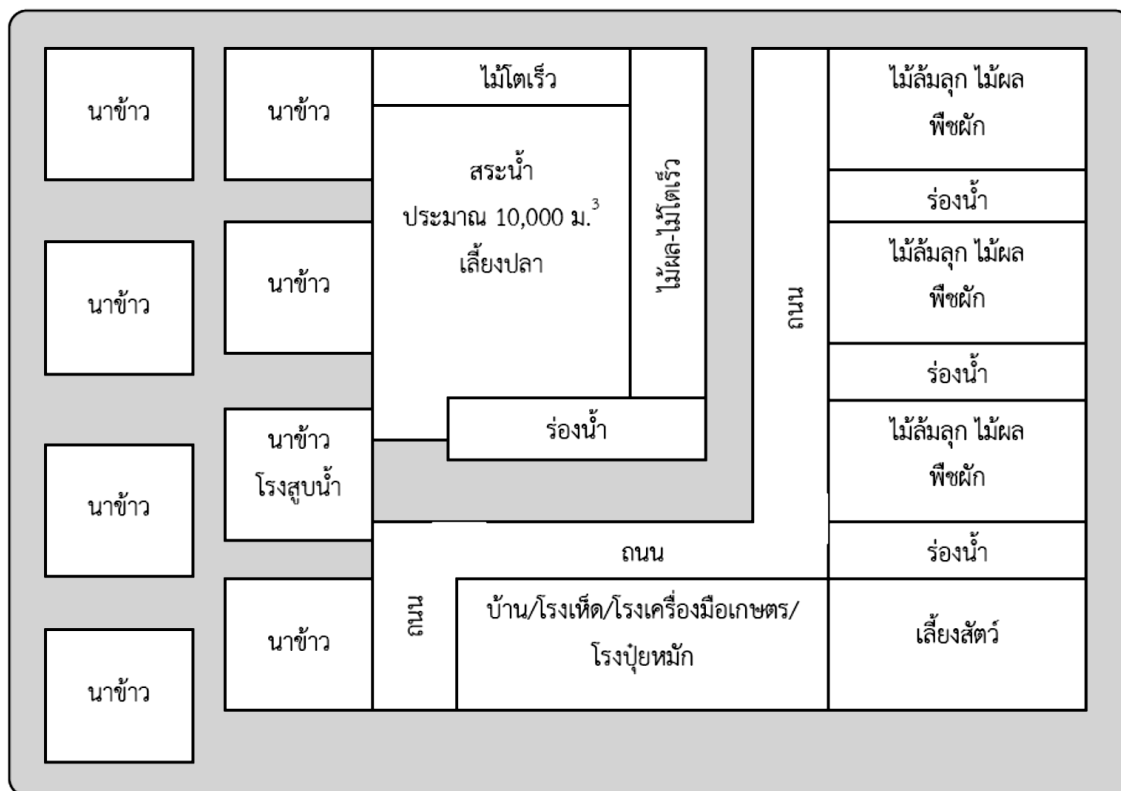 นาข้าว
นาข้าว
ไม้โตเร็ว
ไม้ล้มลุก ไม้ผล
พืชผัก
สระน้ำ
ประมาณ 10,000 ม.³
เลี้ยงปลา
ไม้ผล-ไม้โตเร็ว
ร่องน้ำ
นาข้าว
นาข้าว
ถนน
ไม้ล้มลุก ไม้ผล
พืชผัก
ร่องน้ำ
นาข้าว
นาข้าว
โรงสูบน้ำ
ร่องน้ำ
ไม้ล้มลุก ไม้ผล
พืชผัก
ถนน
ร่องน้ำ
นาข้าว
นาข้าว
ถนน
บ้าน/โรงเห็ด/โรงเครื่องมือเกษตร/
โรงปุ๋ยหมัก
เลี้ยงสัตว์